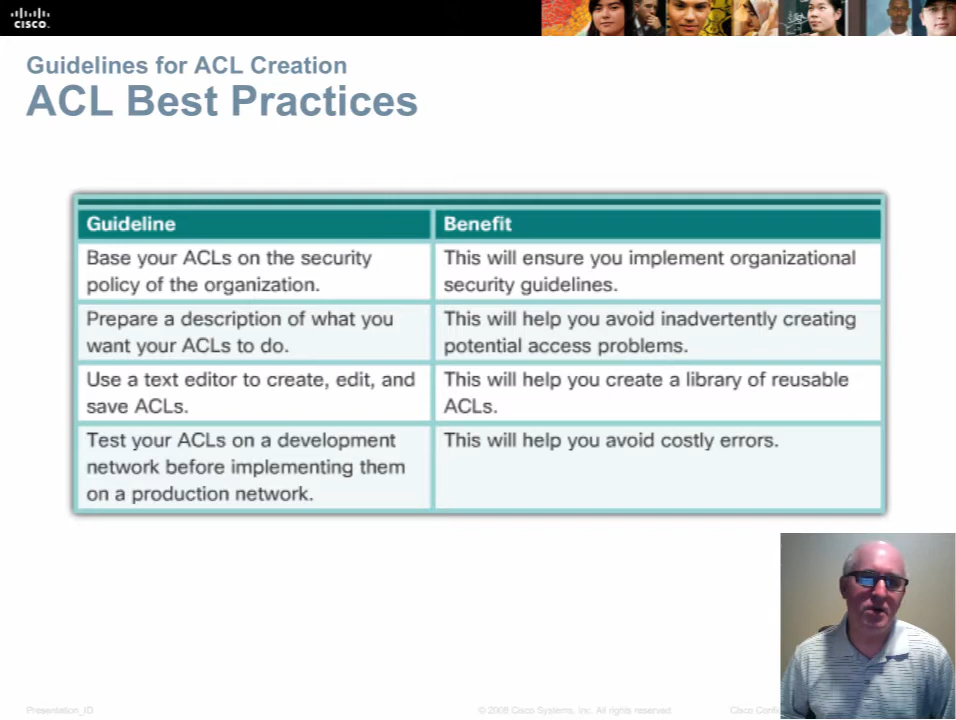 CISCO
Guidelines for ACL Creation
ACL Best Practices
Guideline
Benefit
Base your ACLs on the security
policy of the organization.
This will ensure you implement organizational
security guidelines.
Prepare a description of what you
want your ACLs to do.
This will help you avoid inadvertently creating
potential access problems.
Use a text editor to create, edit, and
save ACLs.
This will help you create a library of reusable
ACLs.
Test your ACLs on a development
network before implementing them
on a production network.
This will help you avoid costly errors.
Presentation_ID
© 2008 Cisco Systems, Inc. All rights reserved.
Cisco